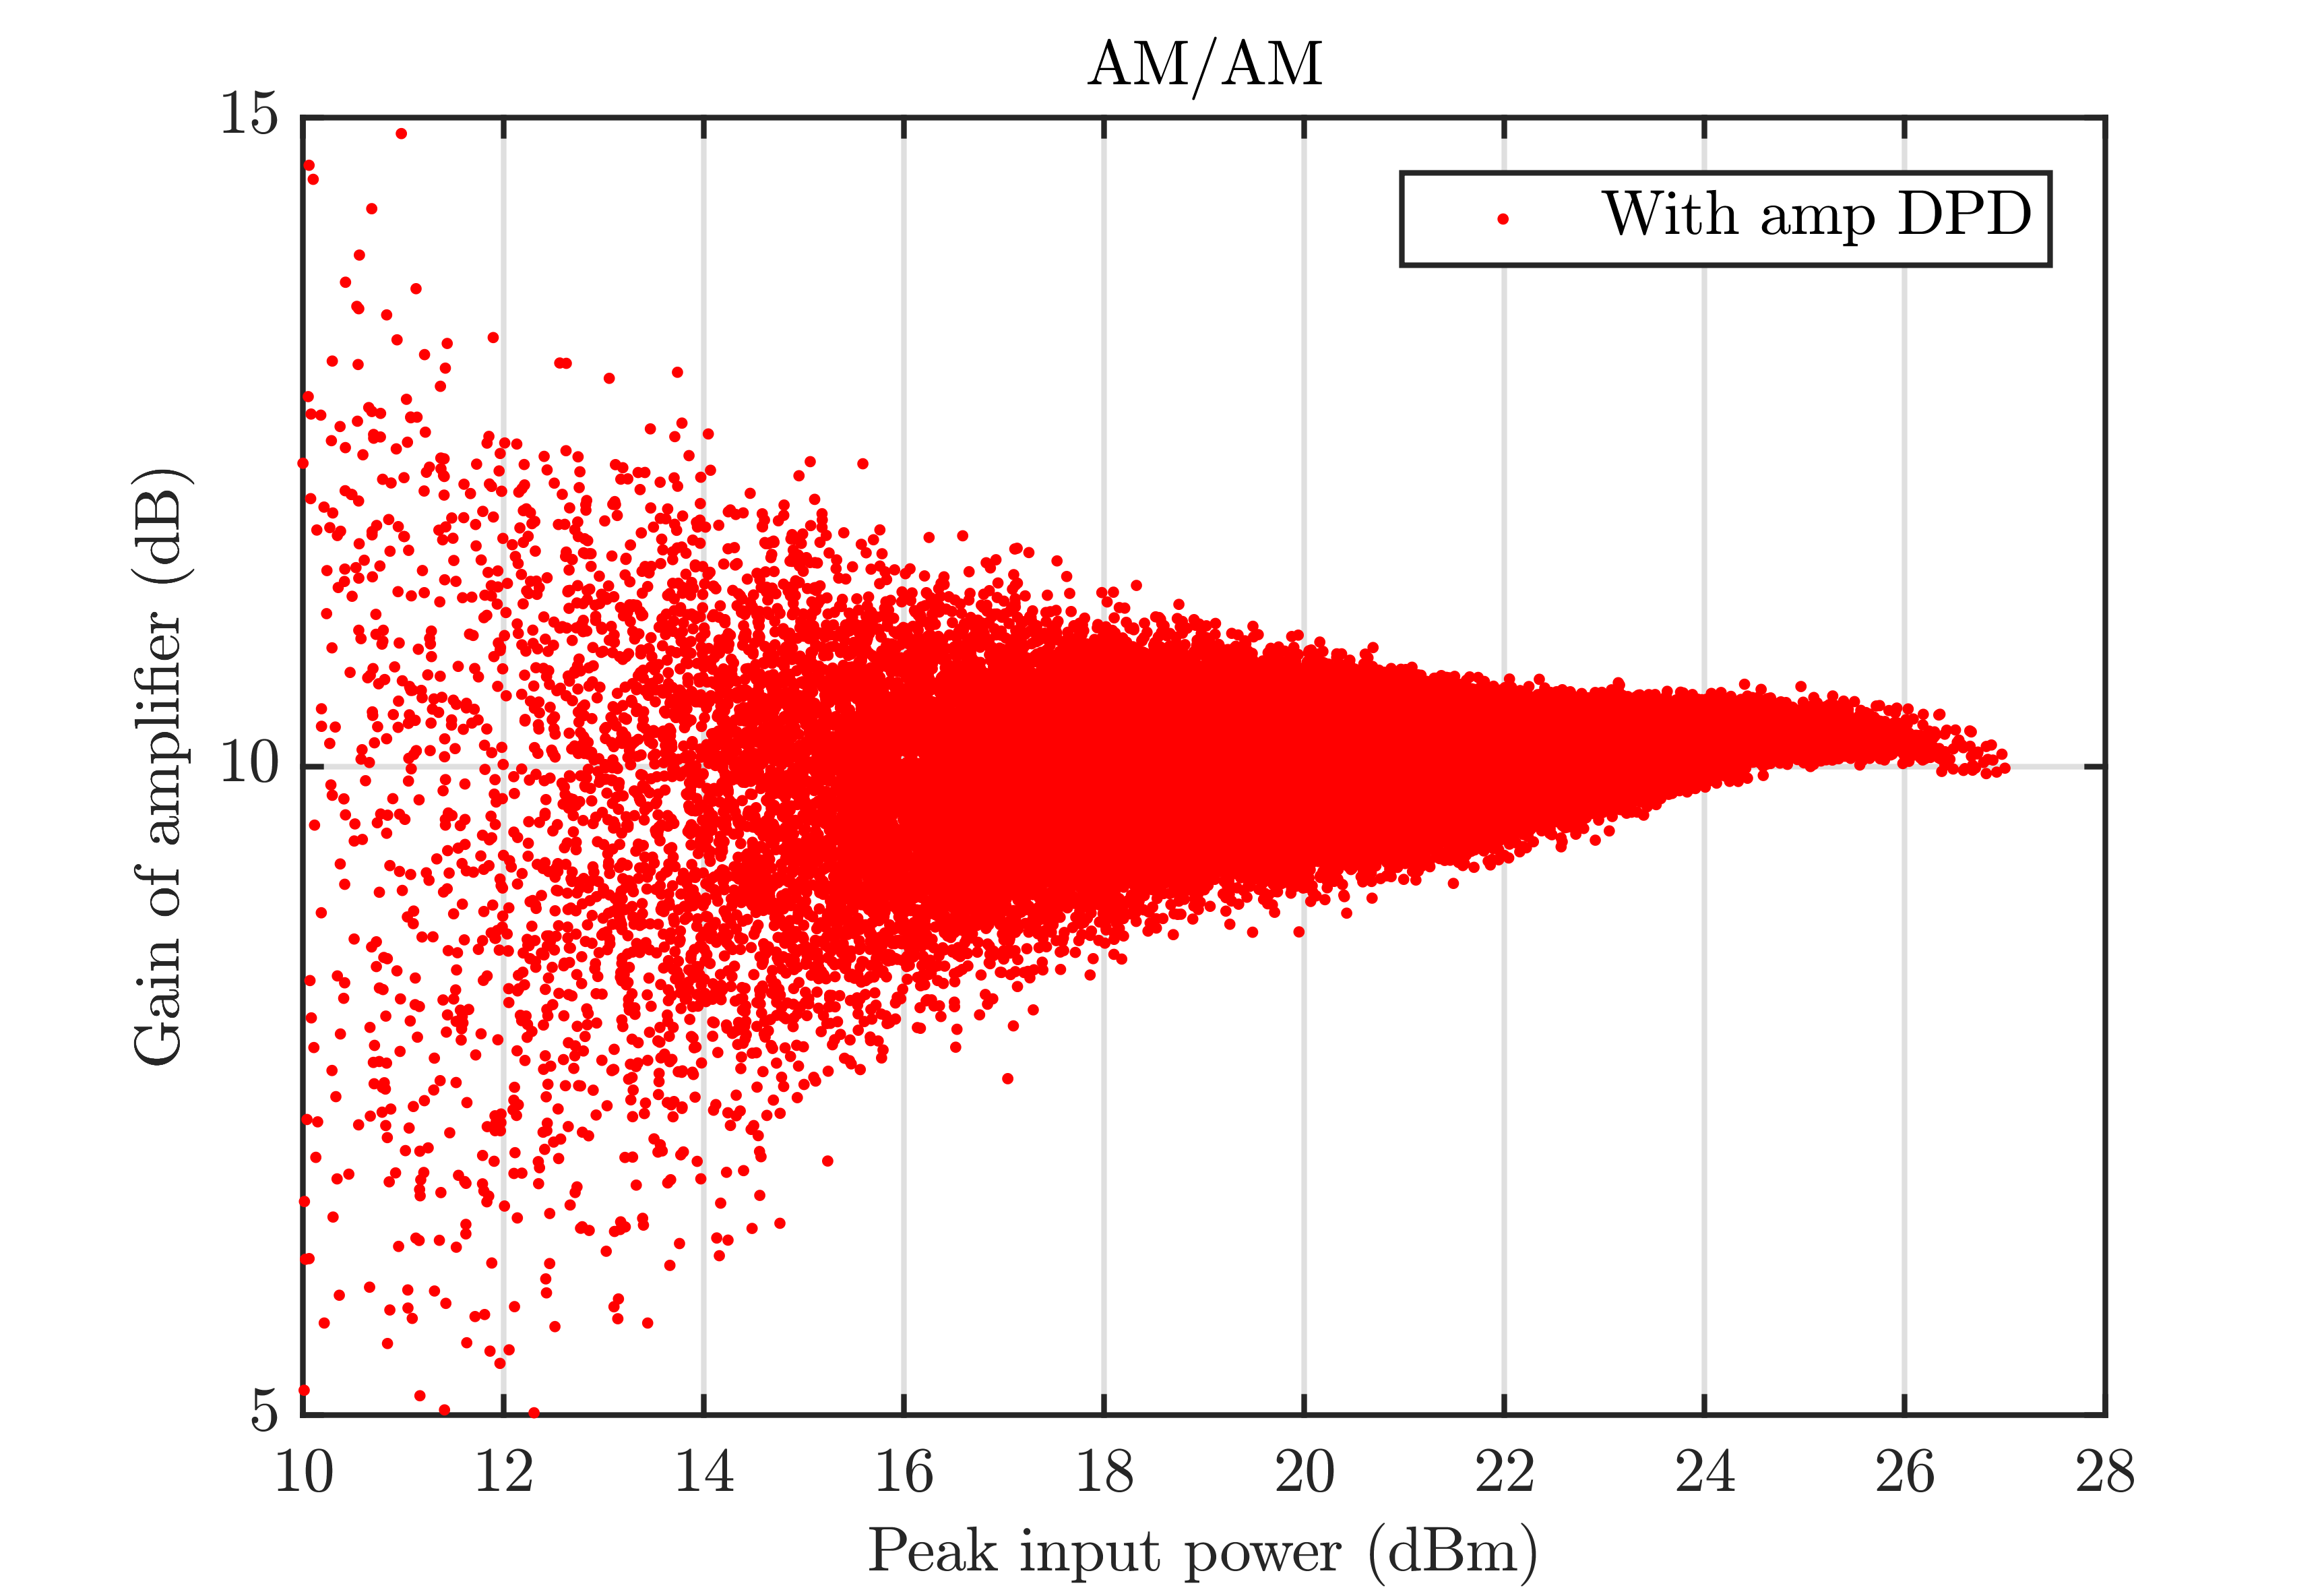 AM/AM
15
With amp DPD
10
Gain of amplifier (dB)
5
10 12 14 16 18 20 22 24 26 28
Peak input power (dBm)